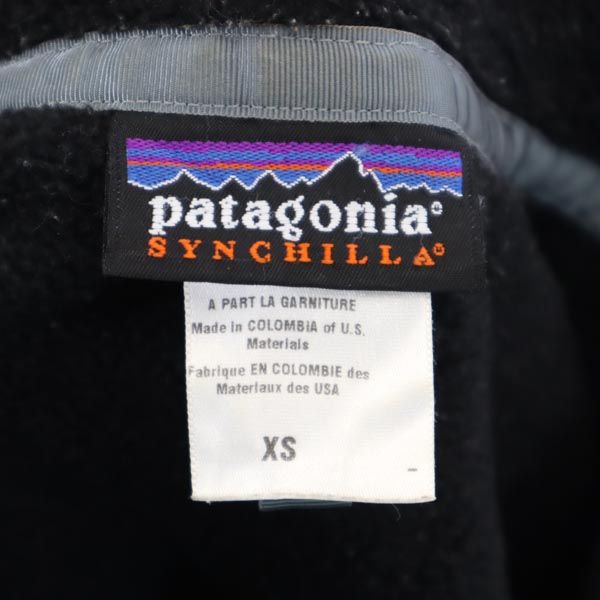 patagonia®
SYNCHILLA®
A PART LA GARNITURE
Made in COLOMBIA of U.S.
Materials
Fabrique EN COLOMBIE des
Materiaux des USA
XS